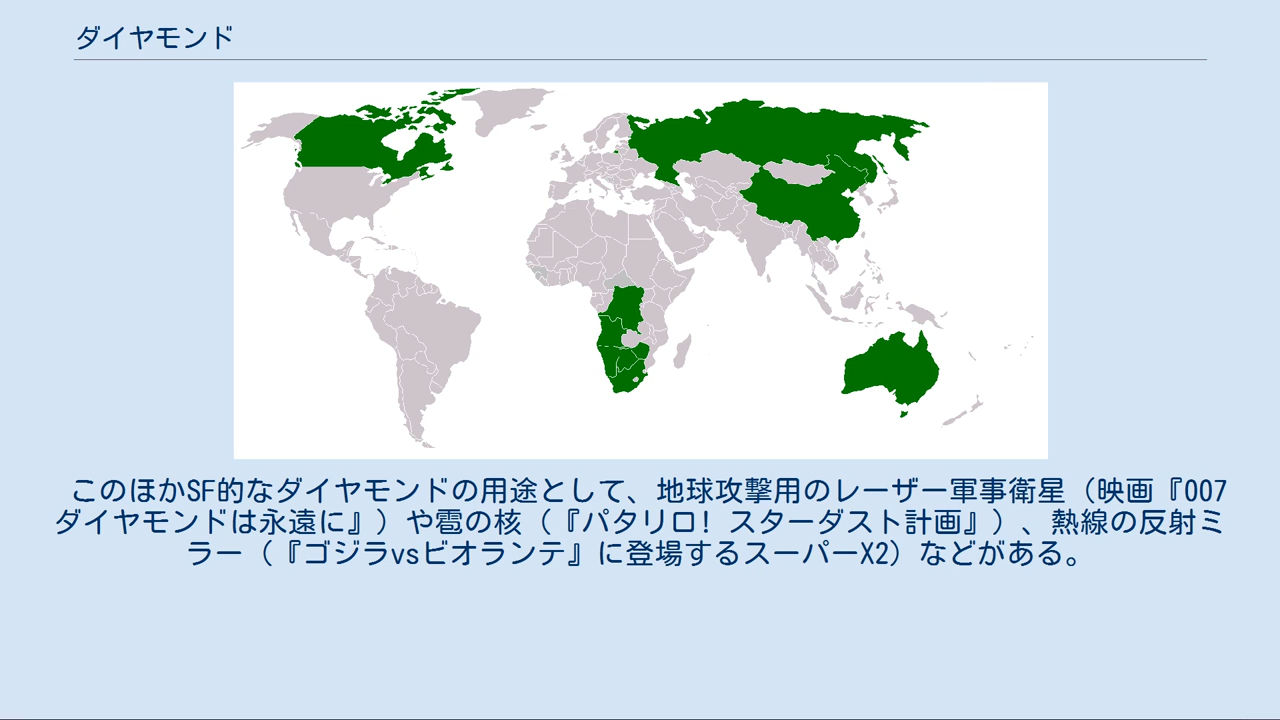 ダイヤモンド
このほかSF的なダイヤモンドの用途として、地球攻撃用のレーザー軍事衛星（映画『007
ダイヤモンドは永遠に』）や雹の核（『パタリロ! スターダスト計画』）、熱線の反射ミ
ラー（『ゴジラvsビオランテ』に登場するスーパーX2）などがある。